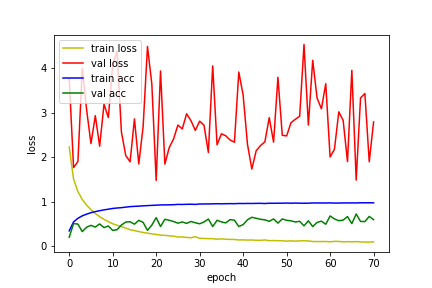 train loss
val loss
train acc
val acc
4
3
2
1
0
loss
0 10 20 30 40 50 60 70
epoch